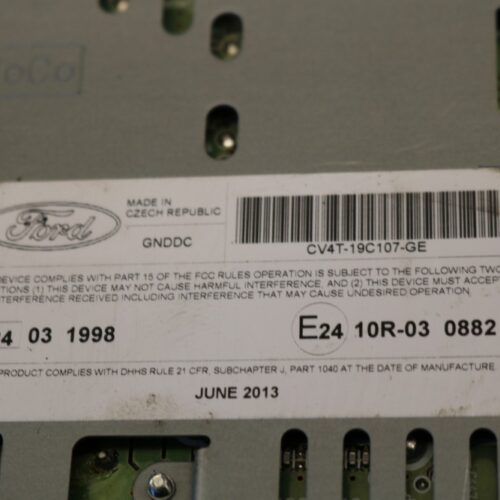 Ford
MADE IN
CZECH REPUBLIC
GNDDC
CV4T-19C107-GE
DEVICE COMPLIES WITH PART 15 OF THE FCC RULES OPERATION IS SUBJECT TO THE FOLLOWING TWO
(1) THIS DEVICE MAY NOT CAUSE HARMFUL INTERFERENCE, AND (2) THIS DEVICE MUST ACCEPT
INTERFERENCE RECEIVED INCLUDING INTERFERENCE THAT MAY CAUSE UNDESIRED OPERATION.
03 1998
E24 10R-03 0882
PRODUCT COMPLIES WITH DHHS RULE 21 CFR, SUBCHAPTER J, PART 1040 AT THE DATE OF MANUFACTURE
JUNE 2013